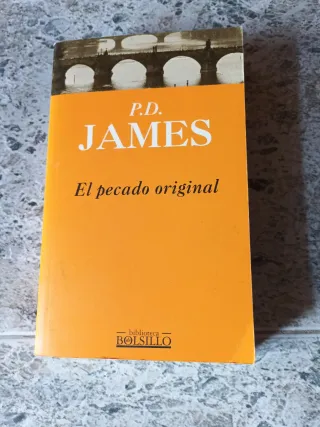 P.D.
JAMES
El pecado original
biblioteca
BOLSILLO